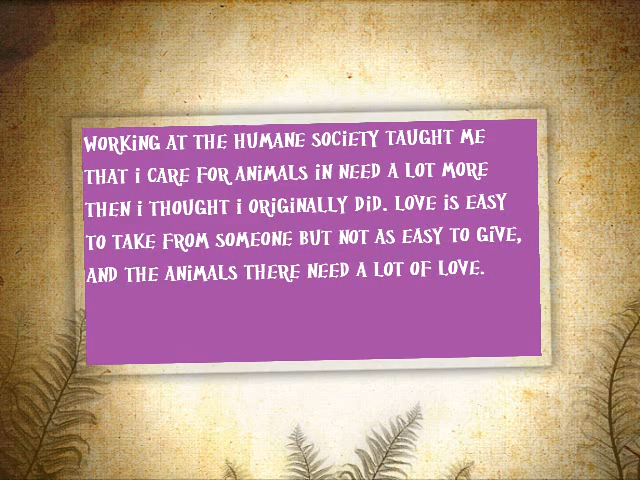 WORKiNG AT THE HUMANE SOCiETY TAUGHT ME
THAT i CARE FOR ANiMALS iN NEED A LOT MORE
THEN i THOUGHT i ORiGiNALLY DiD. LOVE iS EASY
TO TAKE FROM SOMEONE BUT NOT AS EASY TO GiVE,
AND THE ANiMALS THERE NEED A LOT OF LOVE.